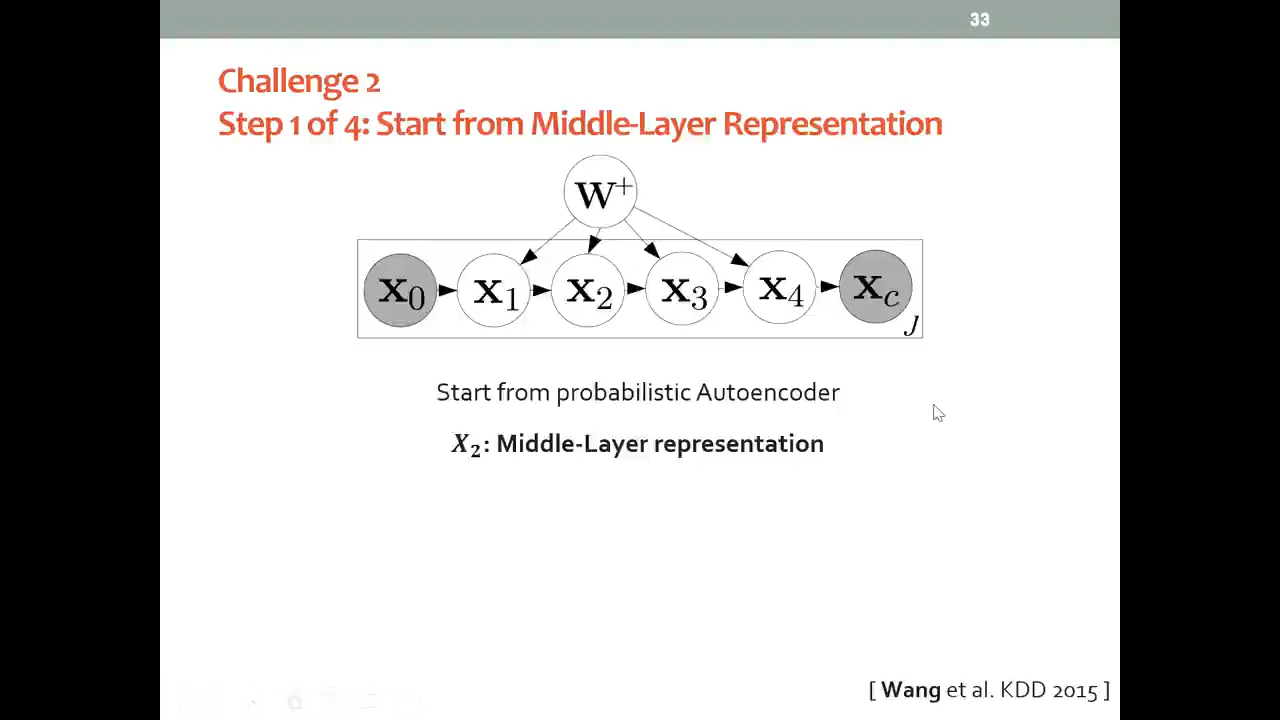 33
Challenge 2
Step 1 of 4: Start from Middle-Layer Representation
W⁺
x₀ x₁ x₂ x₃ x₄ x_c
J
Start from probabilistic Autoencoder
X₂: Middle-Layer representation
[ Wang et al. KDD 2015 ]